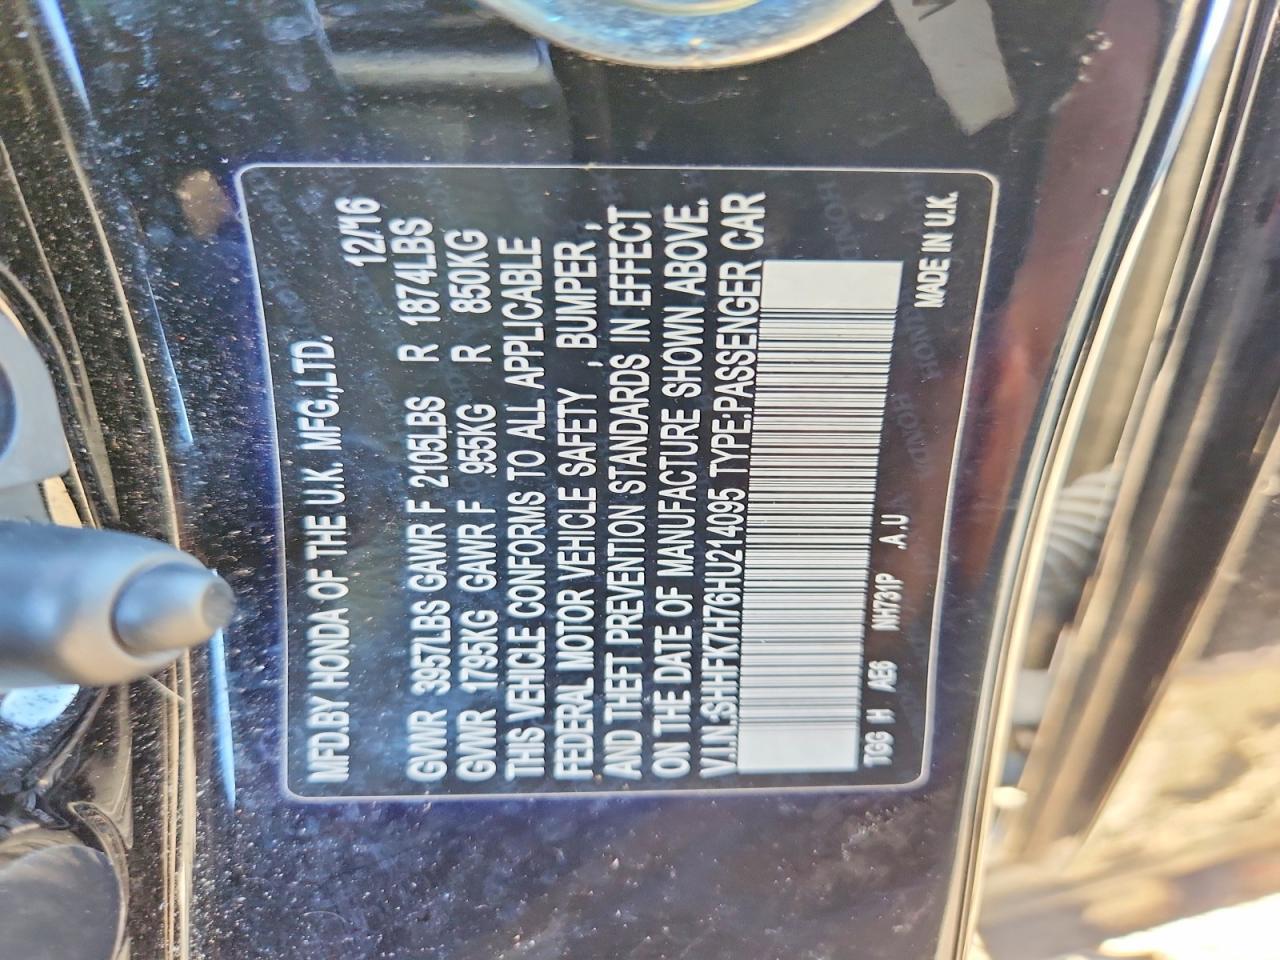 MFD.BY HONDA OF THE U.K. MFG.,LTD.
12/'16
GVWR 3957LBS GAWR F 2105LBS R 1874LBS
GVWR 1795KG GAWR F 955KG R 850KG
THIS VEHICLE CONFORMS TO ALL APPLICABLE
FEDERAL MOTOR VEHICLE SAFETY , BUMPER ,
AND THEFT PREVENTION STANDARDS IN EFFECT
ON THE DATE OF MANUFACTURE SHOWN ABOVE.
V.I.N.:SHHFK7H76HU214095 TYPE:PASSENGER CAR
TGG H AE6 NH731P .A.U
MADE IN U.K.